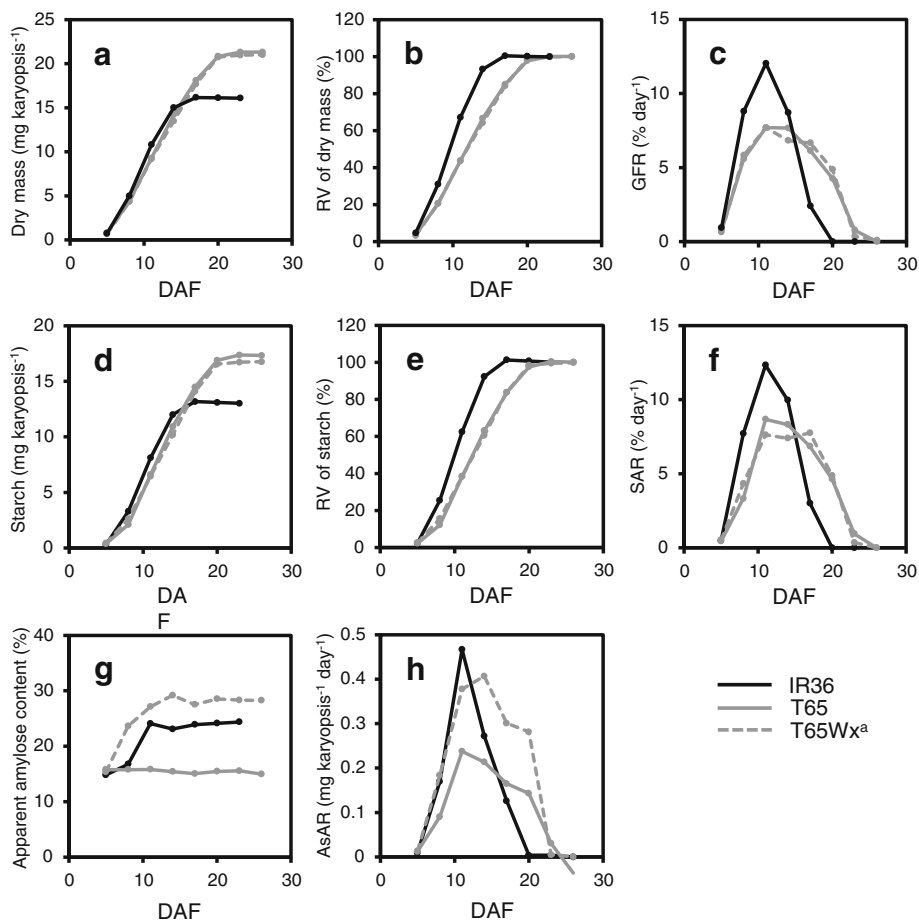 a
Dry mass (mg karyopsis⁻¹)
25
20
15
10
5
0
0 10 20 30
DAF
b
RV of dry mass (%)
120
100
80
60
40
20
0
0 10 20 30
DAF
c
GFR (% day⁻¹)
15
10
5
0
0 10 20 30
DAF
d
Starch (mg karyopsis⁻¹)
20
15
10
5
0
0 10 20 30
DA
F
e
RV of starch (%)
120
100
80
60
40
20
0
0 10 20 30
DAF
f
SAR (% day⁻¹)
15
10
5
0
0 10 20 30
DAF
g
Apparent amylose content (%)
40
30
20
10
0
0 10 20 30
DAF
h
AsAR (mg karyopsis⁻¹ day⁻¹)
0.5
0.4
0.3
0.2
0.1
0
0 10 20 30
DAF
IR36
T65
T65Wxᵃ